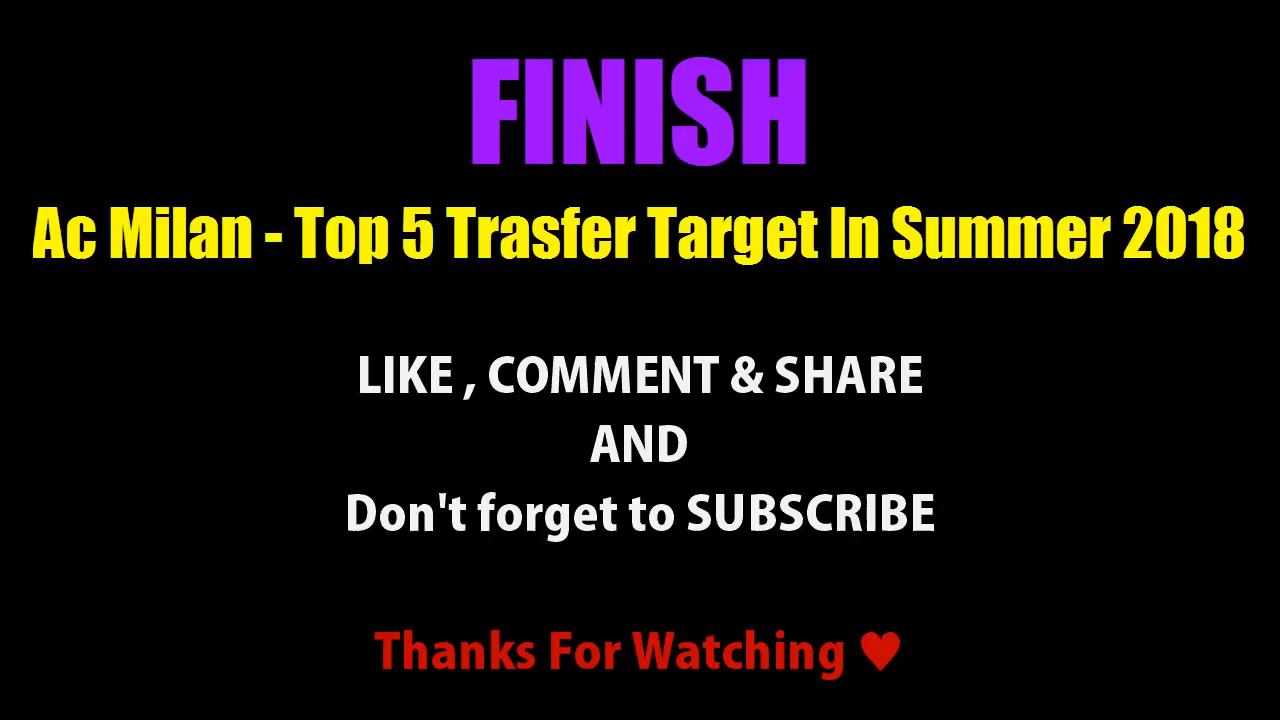 FINISH
Ac Milan - Top 5 Trasfer Target In Summer 2018
LIKE , COMMENT & SHARE
AND
Don't forget to SUBSCRIBE
Thanks For Watching ♥